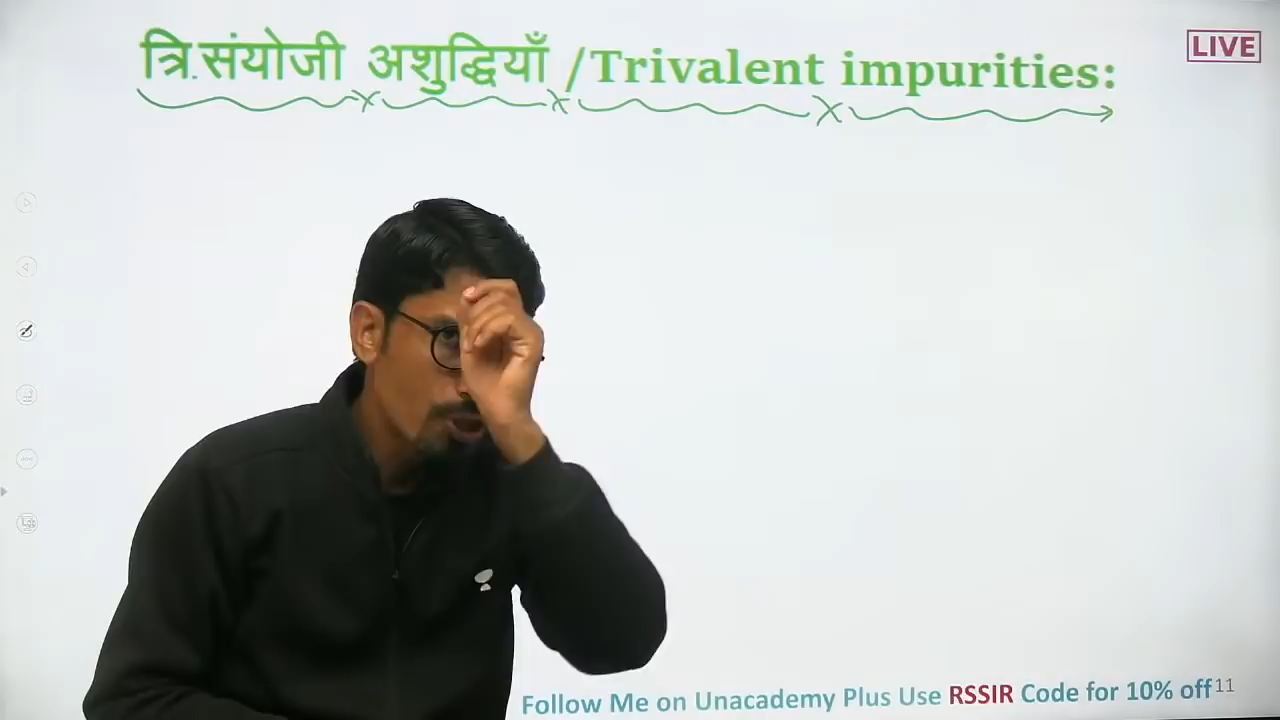 त्रि.संयोजी अशुद्धियाँ /Trivalent impurities:
LIVE
Follow Me on Unacademy Plus Use RSSIR Code for 10% off
11